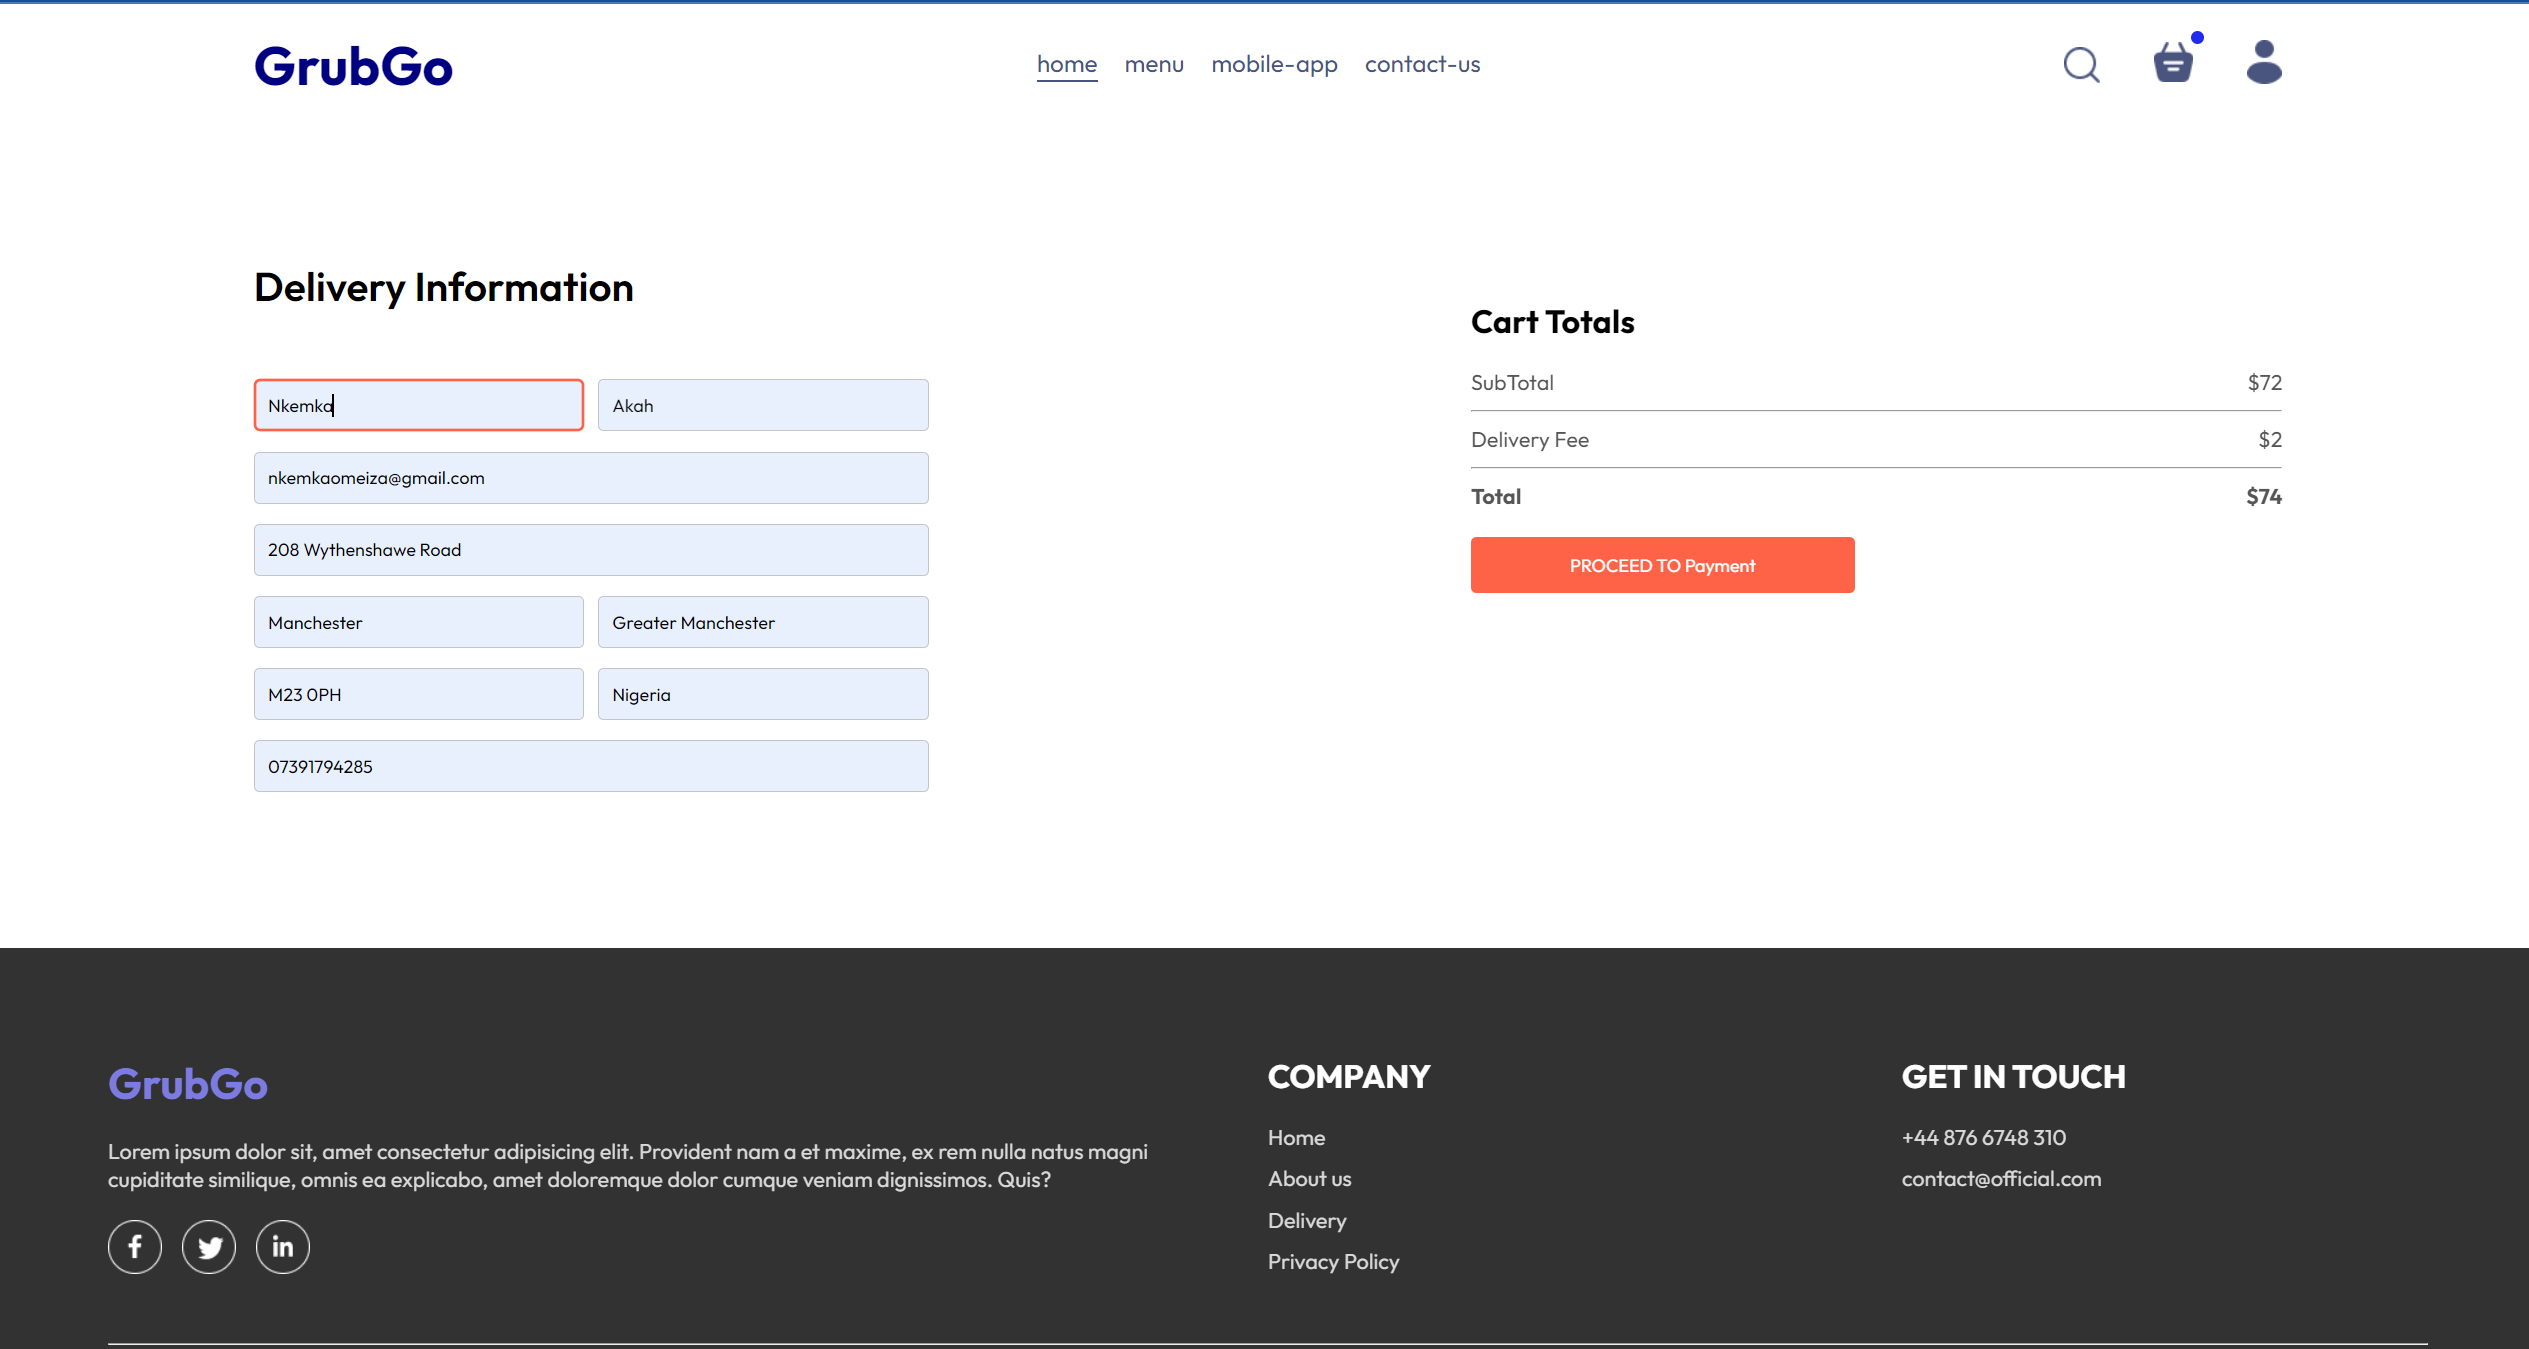 GrubGo
home menu mobile-app contact-us
Delivery Information
Nkemka Akah
nkemkaomeiza@gmail.com
208 Wythenshawe Road
Manchester Greater Manchester
M23 0PH Nigeria
07391794285
Cart Totals
SubTotal $72
Delivery Fee $2
Total $74
PROCEED TO Payment
GrubGo
Lorem ipsum dolor sit, amet consectetur adipisicing elit. Provident nam a et maxime, ex rem nulla natus magni
cupiditate similique, omnis ea explicabo, amet doloremque dolor cumque veniam dignissimos. Quis?
COMPANY
Home
About us
Delivery
Privacy Policy
GET IN TOUCH
+44 876 6748 310
contact@official.com